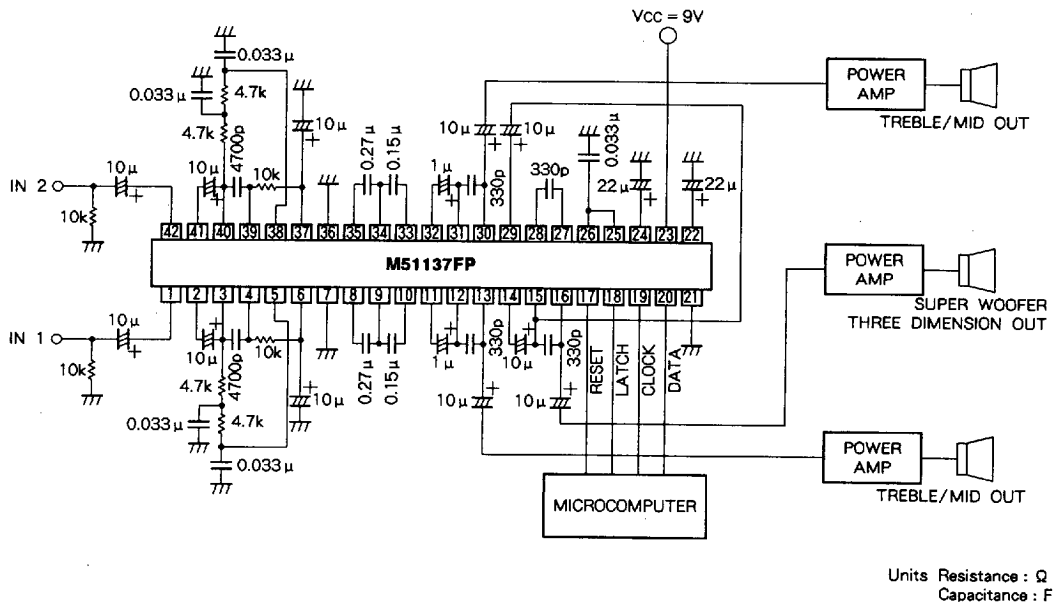 VCC = 9V
0.033μ
0.033μ
4.7k
4.7k
10μ
4700p
10μ
10μ
10k
IN 2
10k
0.27μ
0.15μ
1μ
330p
10μ
10μ
330p
0.033μ
22μ
22μ
POWER
AMP
TREBLE/MID OUT
42 41 40 39 38 37 36 35 34 33 32 31 30 29 28 27 26 25 24 23 22
M51137FP
1 2 3 4 5 6 7 8 9 10 11 12 13 14 15 16 17 18 19 20 21
POWER
AMP
SUPER WOOFER
THREE DIMENSION OUT
IN 1
10μ
10k
10μ
4700p
10k
4.7k
4.7k
0.033μ
0.033μ
10μ
0.27μ
0.15μ
1μ
330p
10μ
10μ
330p
10μ
RESET
LATCH
CLOCK
DATA
MICROCOMPUTER
POWER
AMP
TREBLE/MID OUT
Units Resistance : Ω
Capacitance : F